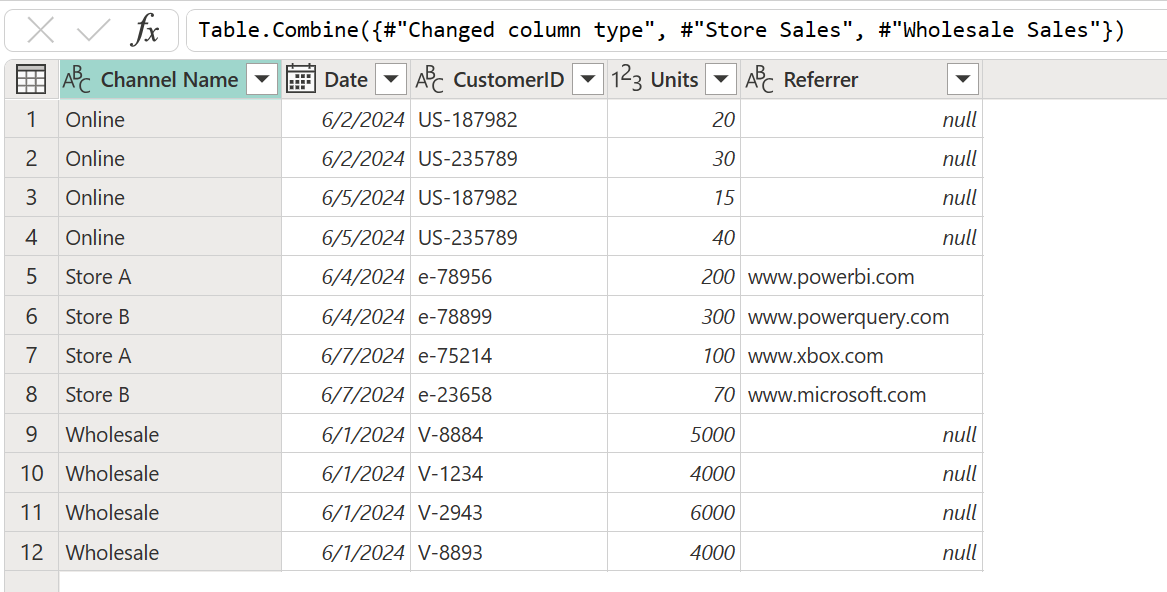 fx Table.Combine({#"Changed column type", #"Store Sales", #"Wholesale Sales"})
ABC Channel Name Date ABC CustomerID 123 Units ABC Referrer
1 Online 6/2/2024 US-187982 20 null
2 Online 6/2/2024 US-235789 30 null
3 Online 6/5/2024 US-187982 15 null
4 Online 6/5/2024 US-235789 40 null
5 Store A 6/4/2024 e-78956 200 www.powerbi.com
6 Store B 6/4/2024 e-78899 300 www.powerquery.com
7 Store A 6/7/2024 e-75214 100 www.xbox.com
8 Store B 6/7/2024 e-23658 70 www.microsoft.com
9 Wholesale 6/1/2024 V-8884 5000 null
10 Wholesale 6/1/2024 V-1234 4000 null
11 Wholesale 6/1/2024 V-2943 6000 null
12 Wholesale 6/1/2024 V-8893 4000 null